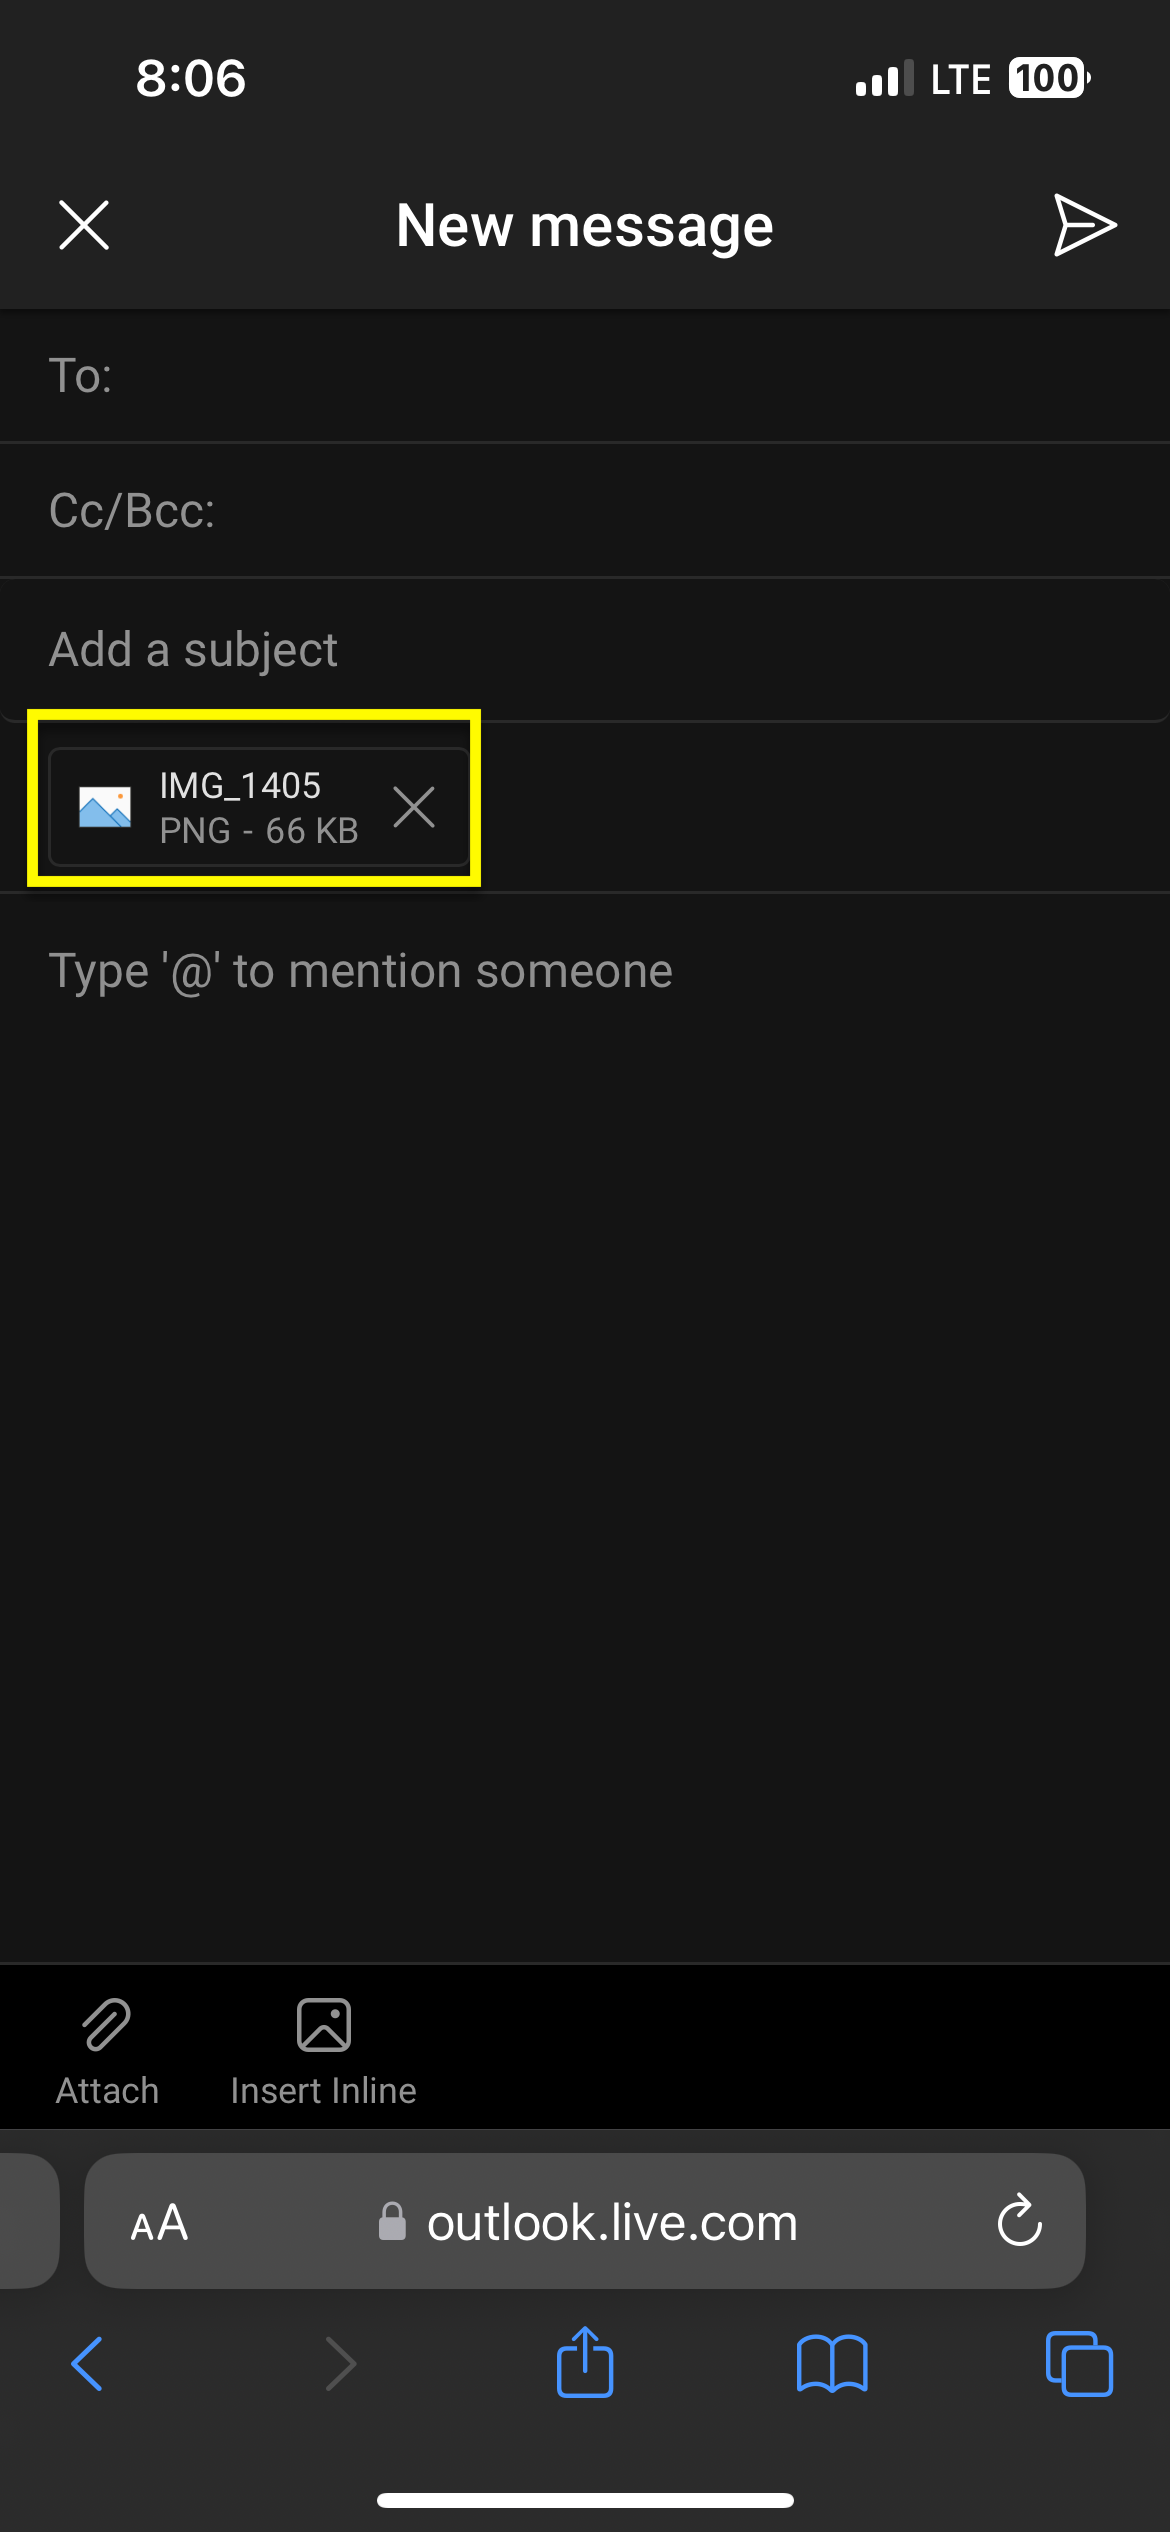 8:06
LTE 100
New message
To:
Cc/Bcc:
Add a subject
IMG_1405
PNG - 66 KB
Type '@' to mention someone
Attach
Insert Inline
AA
outlook.live.com